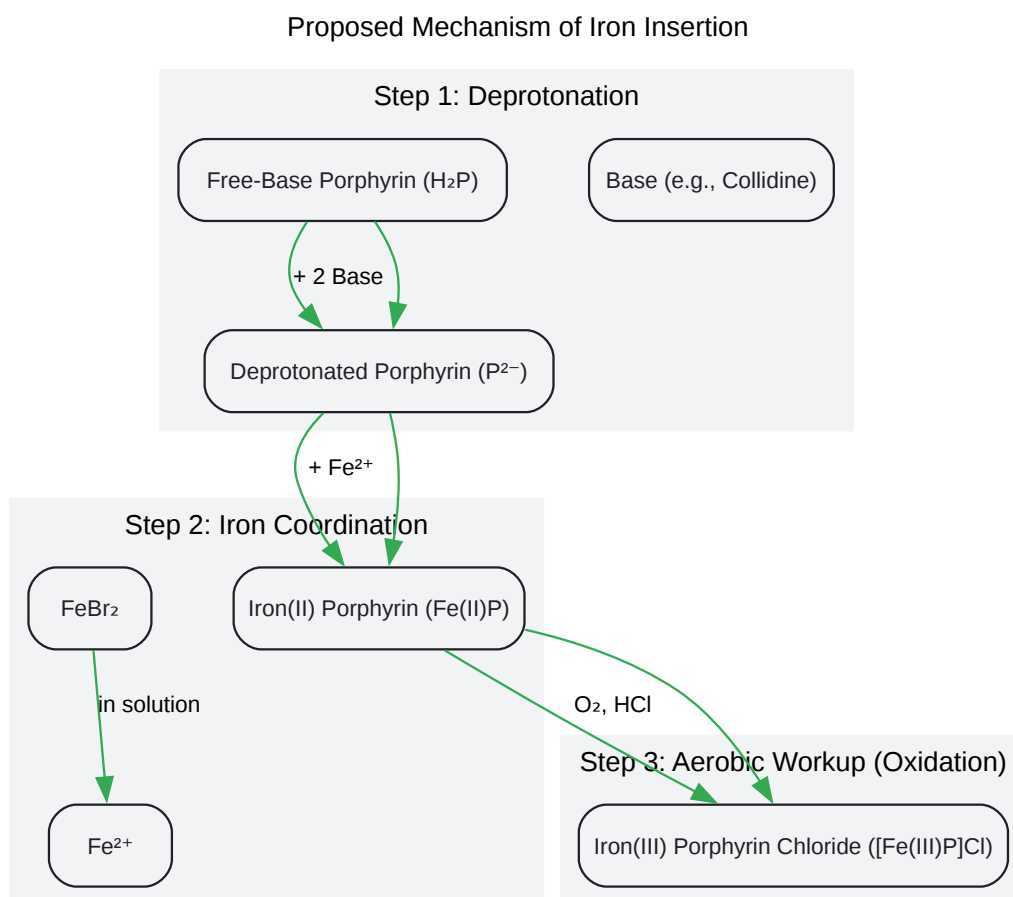 Proposed Mechanism of Iron Insertion
Step 1: Deprotonation
Free-Base Porphyrin (H₂P)
Base (e.g., Collidine)
+ 2 Base
Deprotonated Porphyrin (P²⁻)
+ Fe²⁺
Step 2: Iron Coordination
FeBr₂
Iron(II) Porphyrin (Fe(II)P)
in solution
O₂, HCl
Step 3: Aerobic Workup (Oxidation)
Fe²⁺
Iron(III) Porphyrin Chloride ([Fe(III)P]Cl)